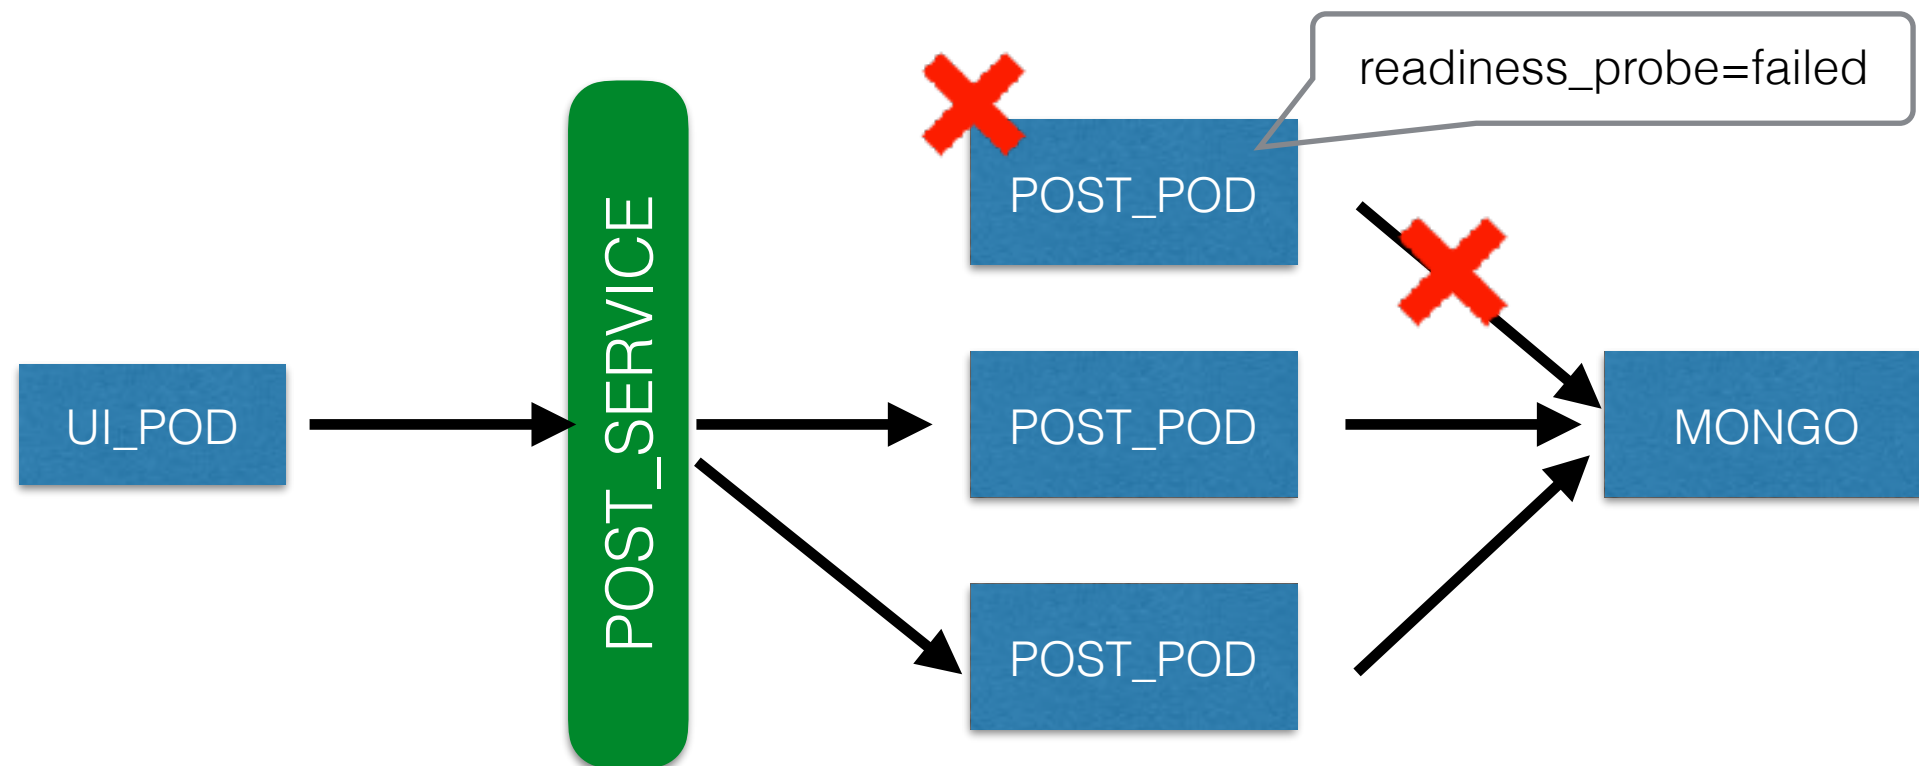 readiness_probe=failed
POST_POD
POST_SERVICE
UI_POD
POST_POD
MONGO
POST_POD